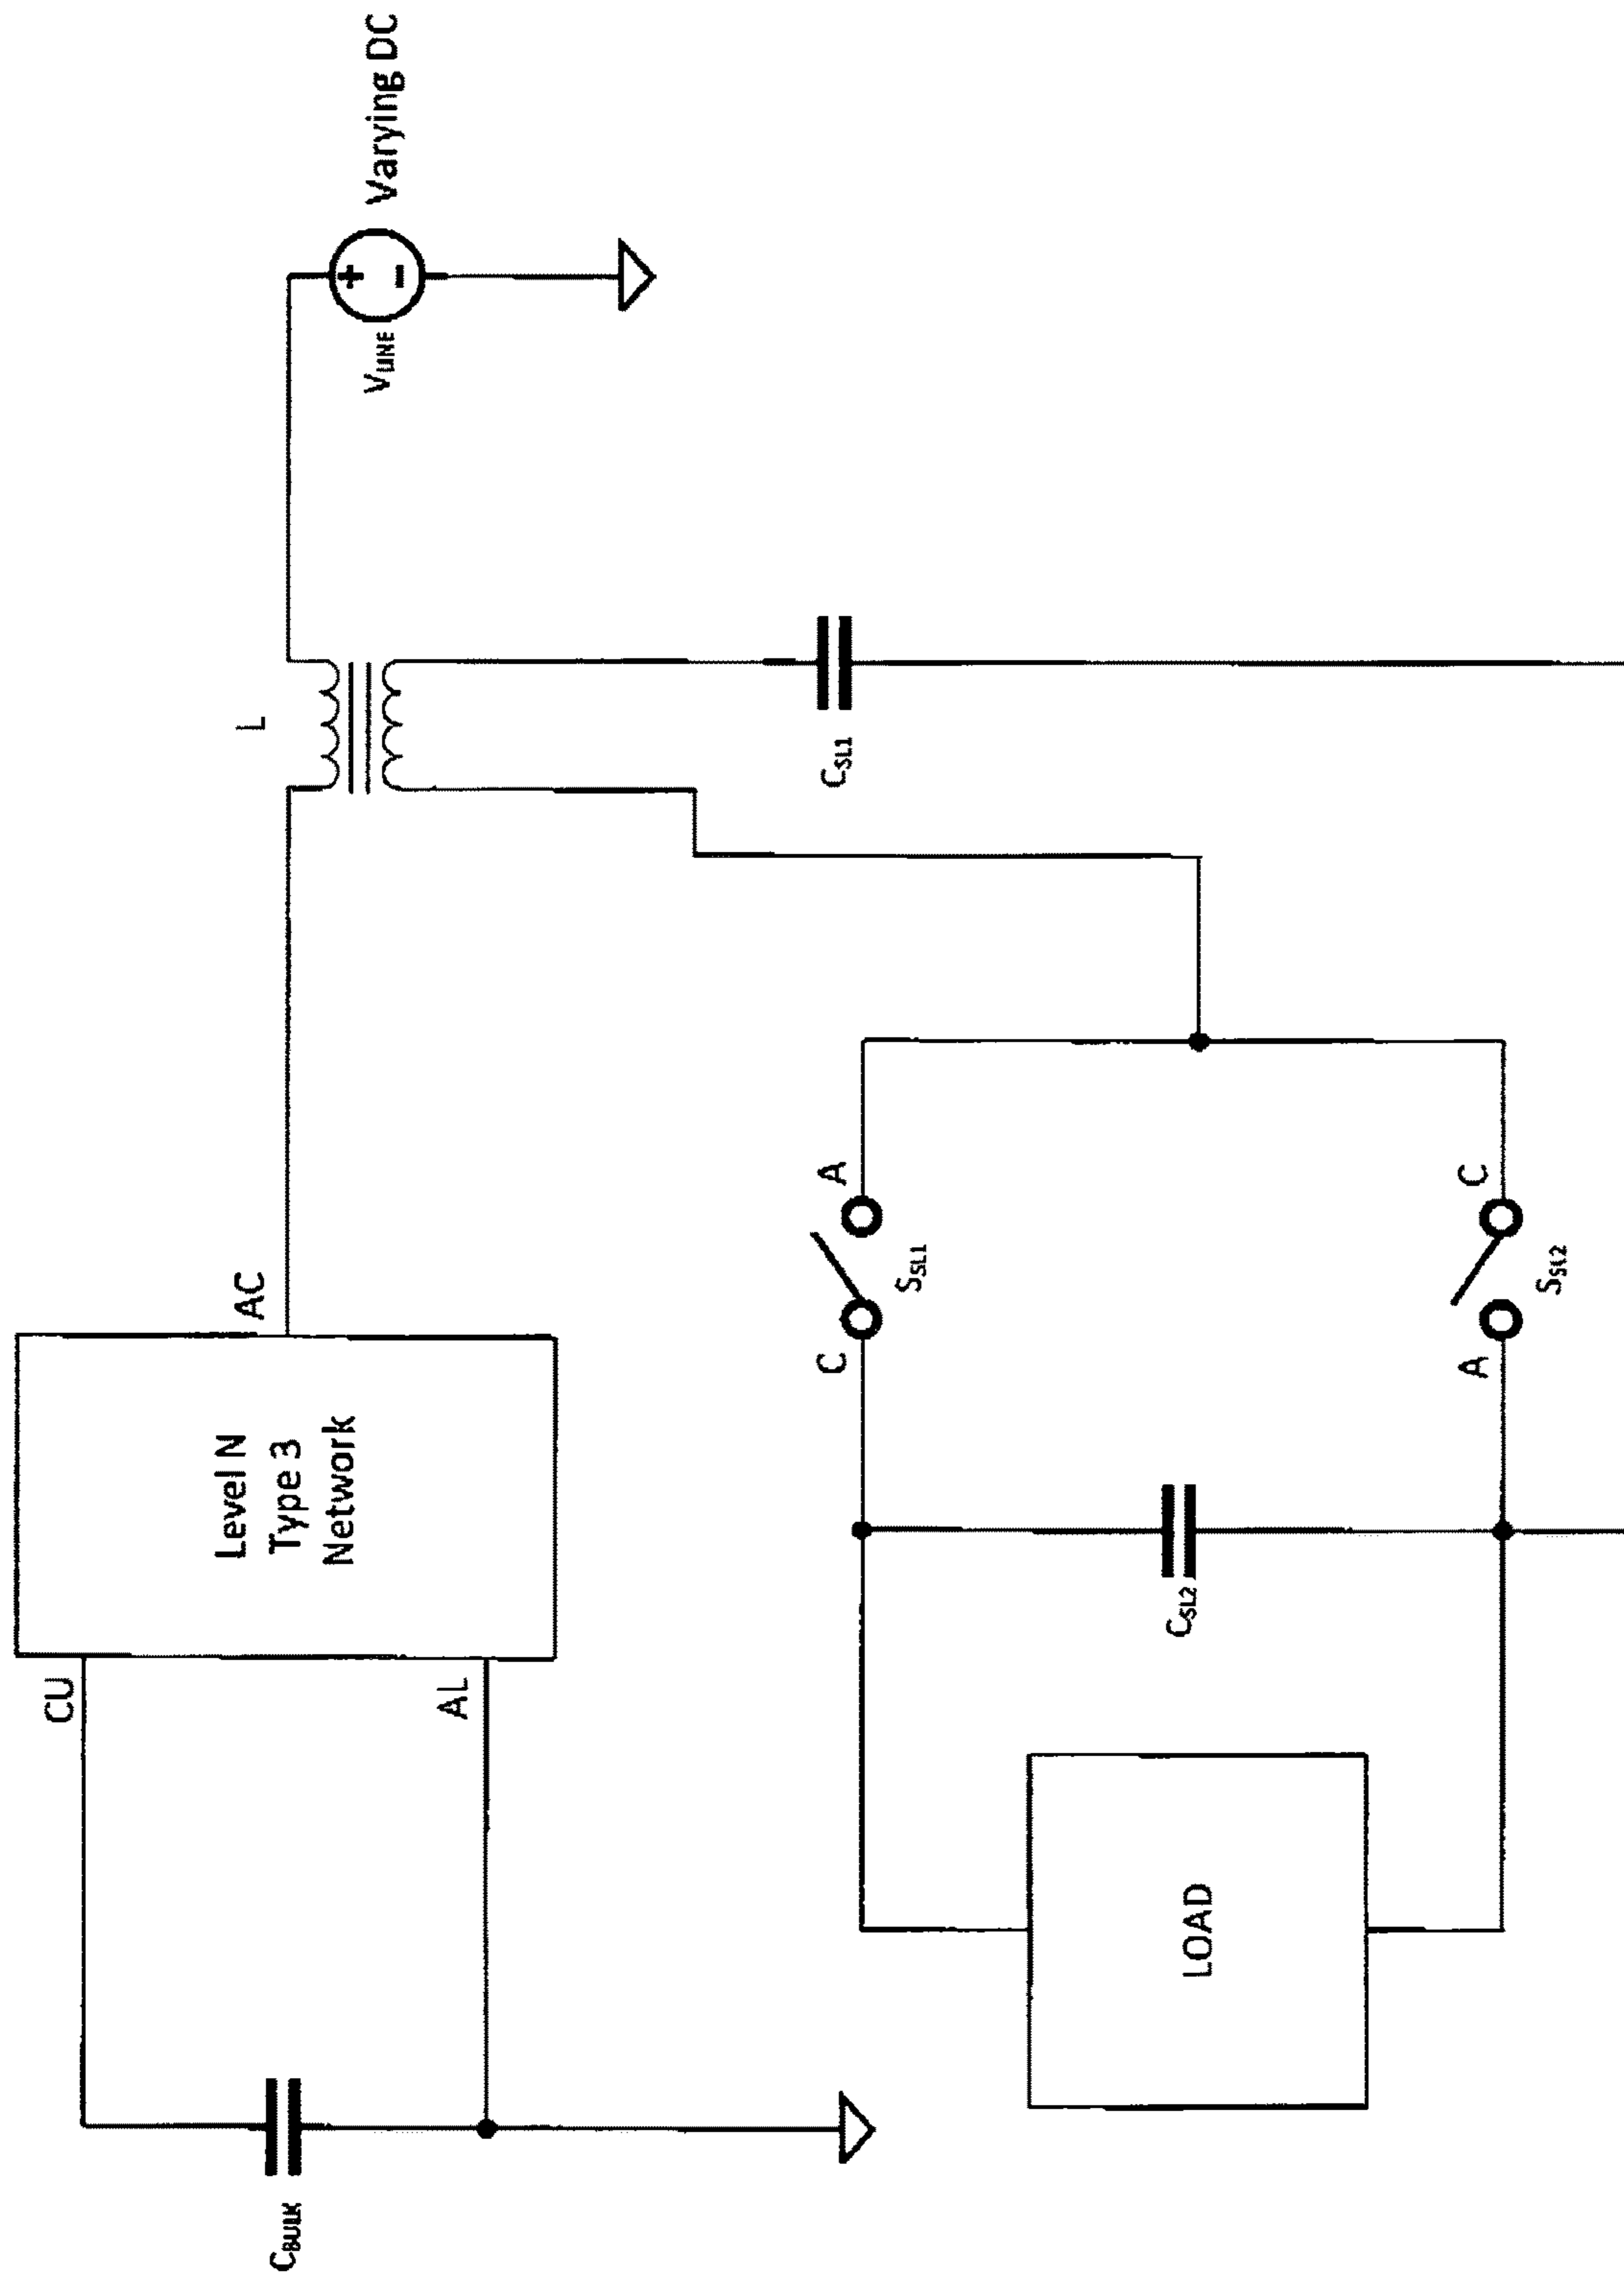 L
Varying DC
V_LINE
CU
AC
Level N
Type 3
Network
AL
C_BULK
C_SL1
C
A
S_SL1
C_SL2
LOAD
A
C
S_SL2